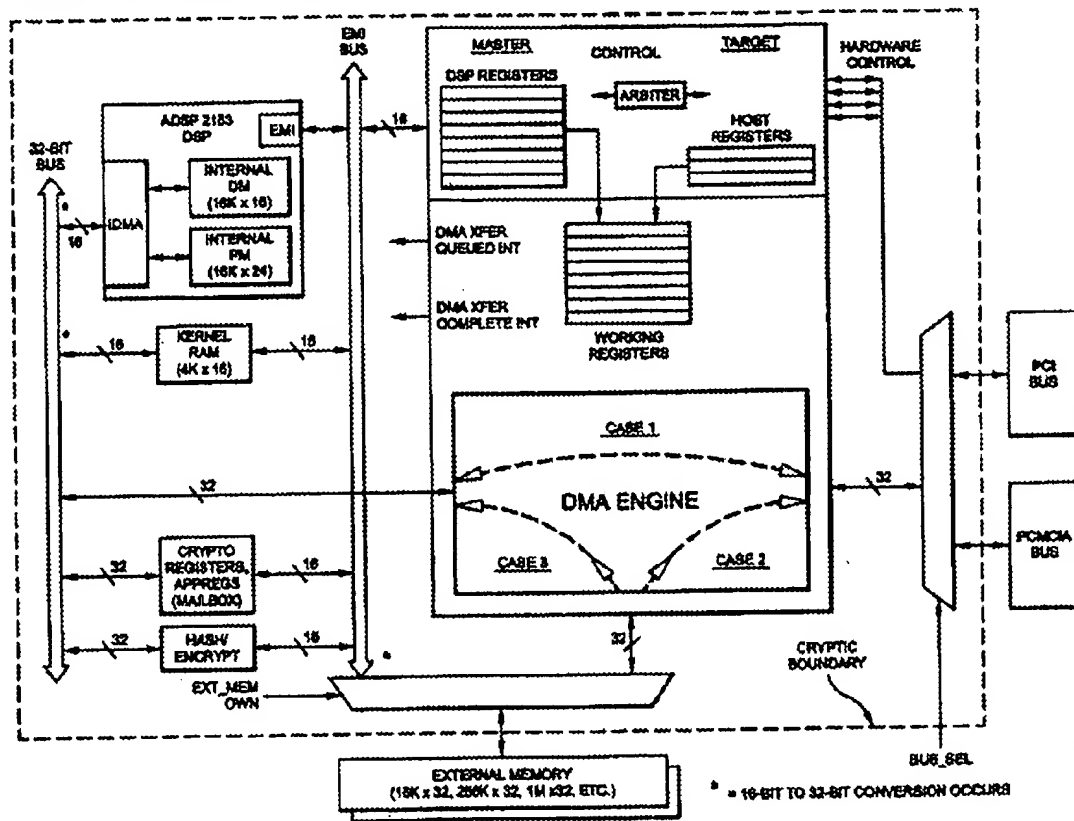 EMI
BUS
MASTER
CONTROL
TARGET
HARDWARE
CONTROL
DSP REGISTERS
ARBITER
HOST
REGISTERS
ADSP 2183
DSP
EMI
16
32-BIT
BUS
INTERNAL
DM
(16K x 16)
IDMA
*
16
INTERNAL
PM
(16K x 24)
DMA XFER
QUEUED INT
DMA XFER
COMPLETE INT
WORKING
REGISTERS
*
16
KERNEL
RAM
(4K x 16)
16
PCI
BUS
CASE 1
32
DMA ENGINE
32
CASE 3
CASE 2
PCMCIA
BUS
32
CRYPTO
REGISTERS,
APPREGS
(MAILBOX)
16
32
HASH/
ENCRYPT
16
*
32
CRYPTIC
BOUNDARY
EXT_MEM
OWN
BUS_SEL
EXTERNAL MEMORY
(16K x 32, 256K x 32, 1M x32, ETC.)
* = 16-BIT TO 32-BIT CONVERSION OCCURS